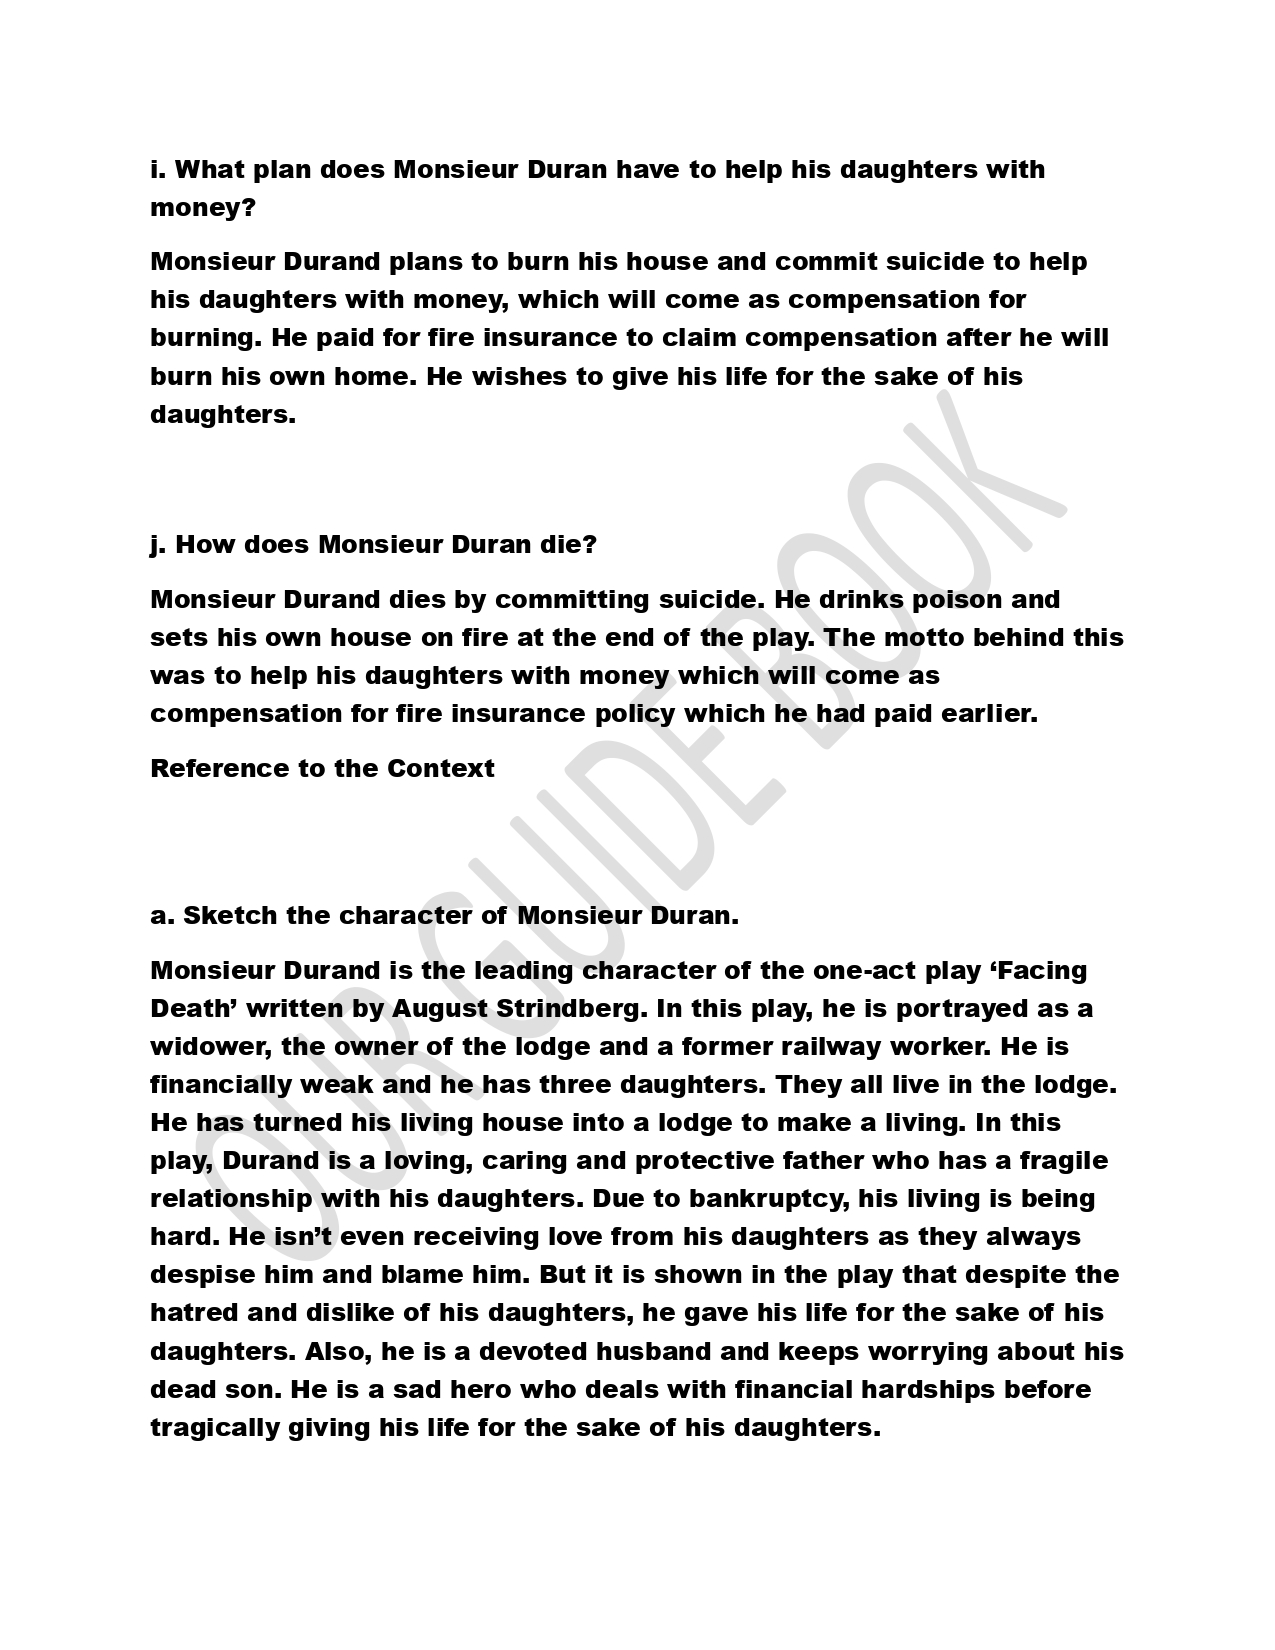 i. What plan does Monsieur Duran have to help his daughters with
money?
Monsieur Durand plans to burn his house and commit suicide to help
his daughters with money, which will come as compensation for
burning. He paid for fire insurance to claim compensation after he will
burn his own home. He wishes to give his life for the sake of his
daughters.
j. How does Monsieur Duran die?
Monsieur Durand dies by committing suicide. He drinks poison and
sets his own house on fire at the end of the play. The motto behind this
was to help his daughters with money which will come as
compensation for fire insurance policy which he had paid earlier.
Reference to the Context
a. Sketch the character of Monsieur Duran.
Monsieur Durand is the leading character of the one-act play ‘Facing
Death’ written by August Strindberg. In this play, he is portrayed as a
widower, the owner of the lodge and a former railway worker. He is
financially weak and he has three daughters. They all live in the lodge.
He has turned his living house into a lodge to make a living. In this
play, Durand is a loving, caring and protective father who has a fragile
relationship with his daughters. Due to bankruptcy, his living is being
hard. He isn’t even receiving love from his daughters as they always
despise him and blame him. But it is shown in the play that despite the
hatred and dislike of his daughters, he gave his life for the sake of his
daughters. Also, he is a devoted husband and keeps worrying about his
dead son. He is a sad hero who deals with financial hardships before
tragically giving his life for the sake of his daughters.
OUR GUIDE BOOK